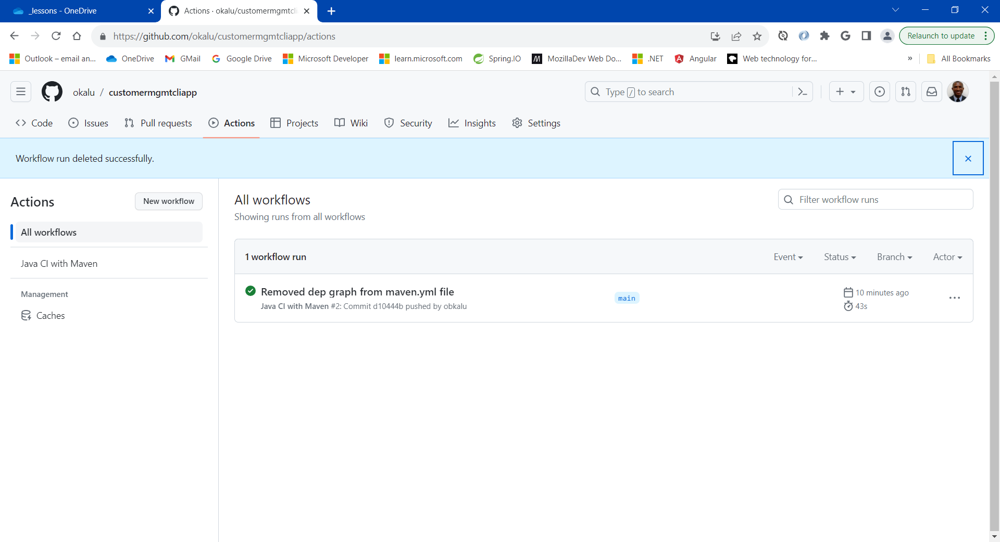 _lessons - OneDrive
Actions · okalu/customermgmtcli
https://github.com/okalu/customermgmtcliapp/actions
Relaunch to update
Outlook – email an...
OneDrive
GMail
Google Drive
Microsoft Developer
learn.microsoft.com
Spring.IO
MozillaDev Web Do...
.NET
Angular
Web technology for...
»
All Bookmarks
okalu / customermgmtcliapp
Type / to search
Code
Issues
Pull requests
Actions
Projects
Wiki
Security
Insights
Settings
Workflow run deleted successfully.
Actions
New workflow
All workflows
Java CI with Maven
Management
Caches
All workflows
Showing runs from all workflows
Filter workflow runs
1 workflow run
Event
Status
Branch
Actor
Removed dep graph from maven.yml file
Java CI with Maven #2: Commit d10444b pushed by obkalu
main
10 minutes ago
43s